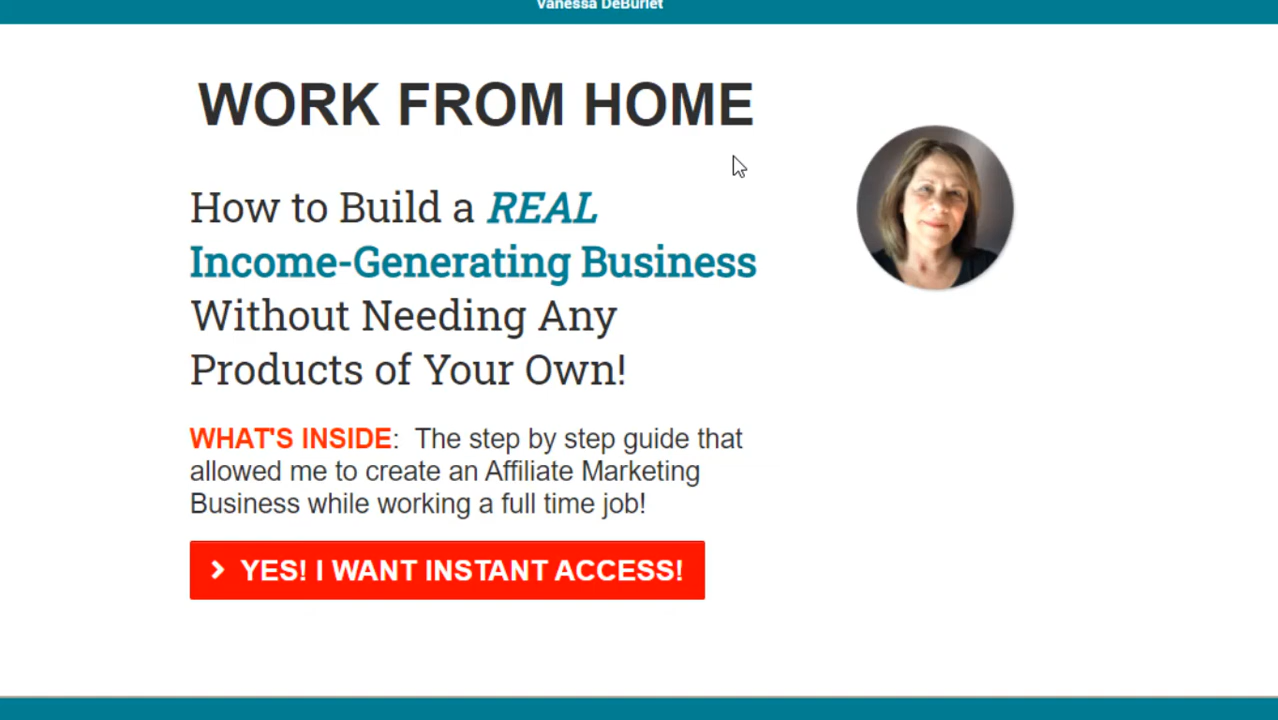 Vanessa DeBurlet
WORK FROM HOME
How to Build a REAL
Income-Generating Business
Without Needing Any
Products of Your Own!
WHAT'S INSIDE:  The step by step guide that
allowed me to create an Affiliate Marketing
Business while working a full time job!
YES! I WANT INSTANT ACCESS!